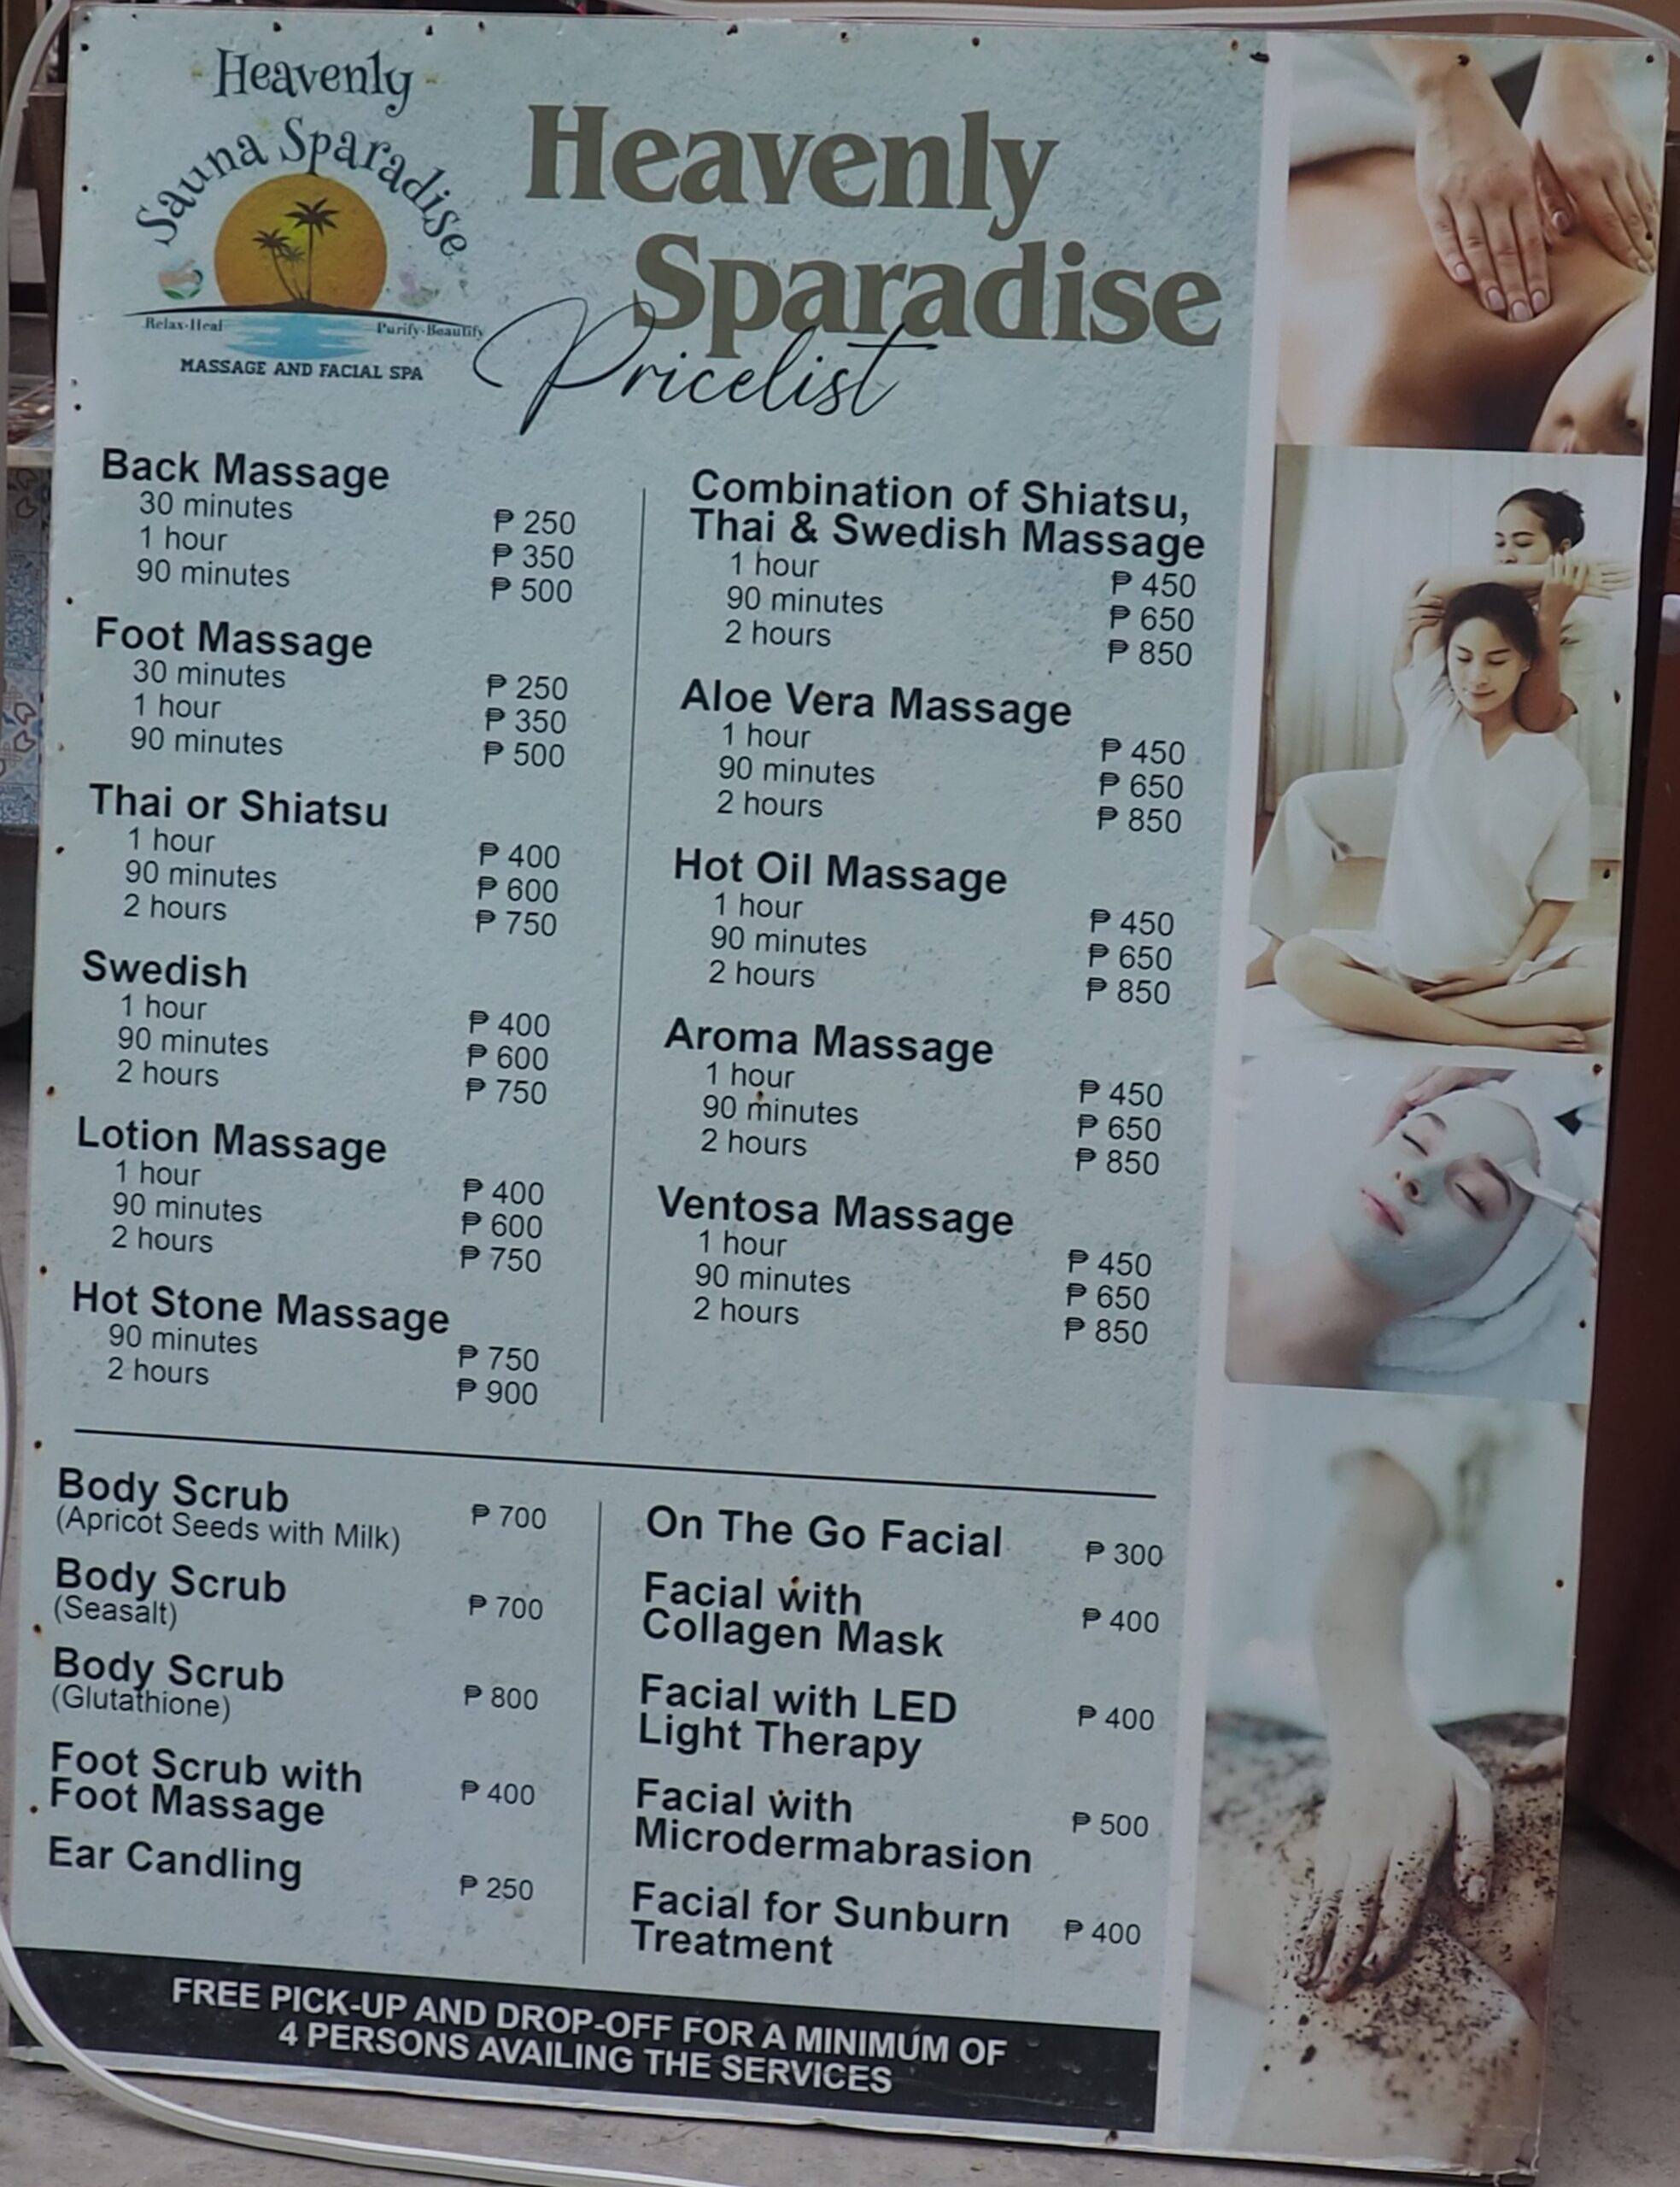 Heavenly
Sauna Sparadise
Relax-Heal
Purify-Beautify
MASSAGE AND FACIAL SPA
Heavenly
Sparadise
Pricelist
Back Massage
30 minutes ₱ 250
1 hour ₱ 350
90 minutes ₱ 500
Foot Massage
30 minutes ₱ 250
1 hour ₱ 350
90 minutes ₱ 500
Thai or Shiatsu
1 hour ₱ 400
90 minutes ₱ 600
2 hours ₱ 750
Swedish
1 hour ₱ 400
90 minutes ₱ 600
2 hours ₱ 750
Lotion Massage
1 hour ₱ 400
90 minutes ₱ 600
2 hours ₱ 750
Hot Stone Massage
90 minutes ₱ 750
2 hours ₱ 900
Combination of Shiatsu,
Thai & Swedish Massage
1 hour ₱ 450
90 minutes ₱ 650
2 hours ₱ 850
Aloe Vera Massage
1 hour ₱ 450
90 minutes ₱ 650
2 hours ₱ 850
Hot Oil Massage
1 hour ₱ 450
90 minutes ₱ 650
2 hours ₱ 850
Aroma Massage
1 hour ₱ 450
90 minutes ₱ 650
2 hours ₱ 850
Ventosa Massage
1 hour ₱ 450
90 minutes ₱ 650
2 hours ₱ 850
Body Scrub ₱ 700
(Apricot Seeds with Milk)
Body Scrub ₱ 700
(Seasalt)
Body Scrub ₱ 800
(Glutathione)
Foot Scrub with
Foot Massage ₱ 400
Ear Candling ₱ 250
On The Go Facial ₱ 300
Facial with
Collagen Mask ₱ 400
Facial with LED
Light Therapy ₱ 400
Facial with
Microdermabrasion ₱ 500
Facial for Sunburn
Treatment ₱ 400
FREE PICK-UP AND DROP-OFF FOR A MINIMUM OF
4 PERSONS AVAILING THE SERVICES